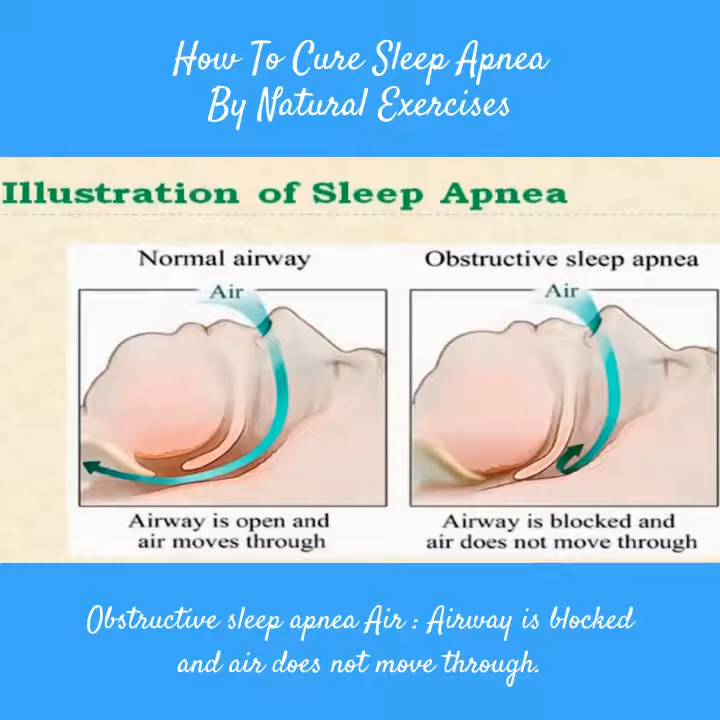 How To Cure Sleep Apnea
By Natural Exercises
Illustration of Sleep Apnea
Normal airway
Air
Airway is open and
air moves through
Obstructive sleep apnea
Air
Airway is blocked and
air does not move through
Obstructive sleep apnea Air : Airway is blocked
and air does not move through.